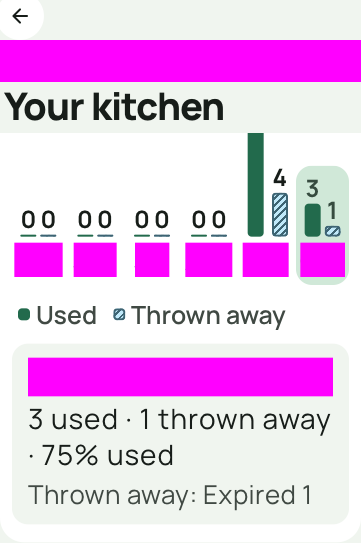 Your kitchen
0 0 0 0 0 0 0 0 4 3 1
Used Thrown away
3 used · 1 thrown away
· 75% used
Thrown away: Expired 1